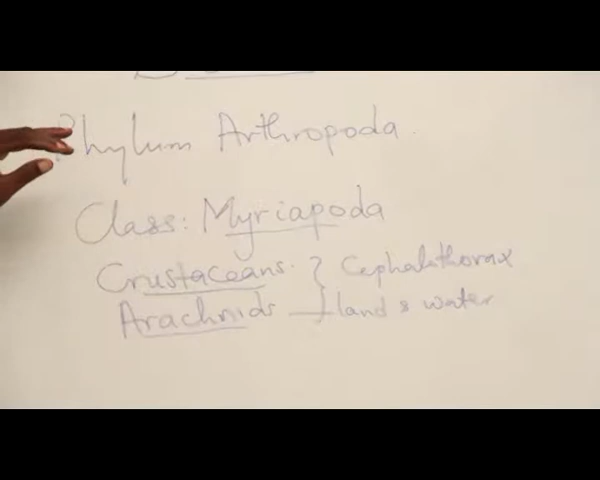 Phylum Arthropoda.
Class: Myriapoda
Crustaceans. } Cephalothorax
Arachnids land & water